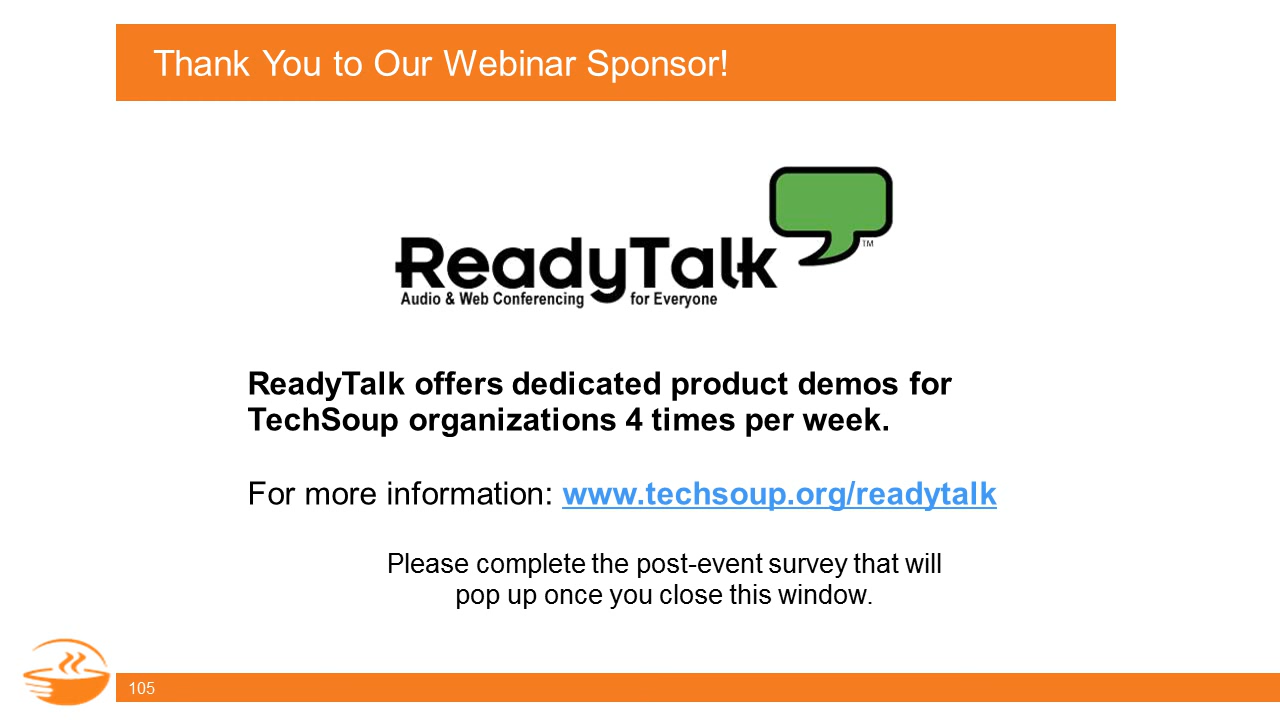 Thank You to Our Webinar Sponsor!
ReadyTalk
TM
Audio & Web Conferencing for Everyone
ReadyTalk offers dedicated product demos for
TechSoup organizations 4 times per week.
For more information: www.techsoup.org/readytalk
Please complete the post-event survey that will
pop up once you close this window.
105